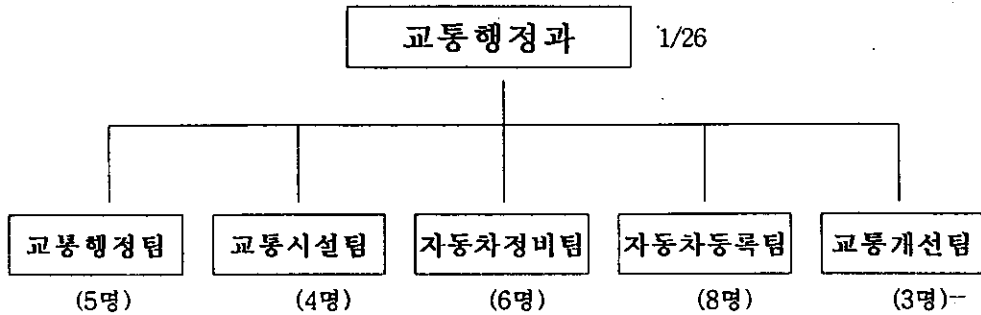 교통행정과 1/26
교통행정팀 교통시설팀 자동차정비팀 자동차등록팀 교통개선팀
(5명) (4명) (6명) (8명) (3명)